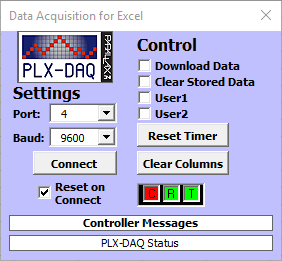 Data Acquisition for Excel
PARALLAX
PLX-DAQ
Control
Download Data
Clear Stored Data
User1
User2
Settings
Port: 4
Baud: 9600
Reset Timer
Connect
Clear Columns
Reset on
Connect
C R T
Controller Messages
PLX-DAQ Status